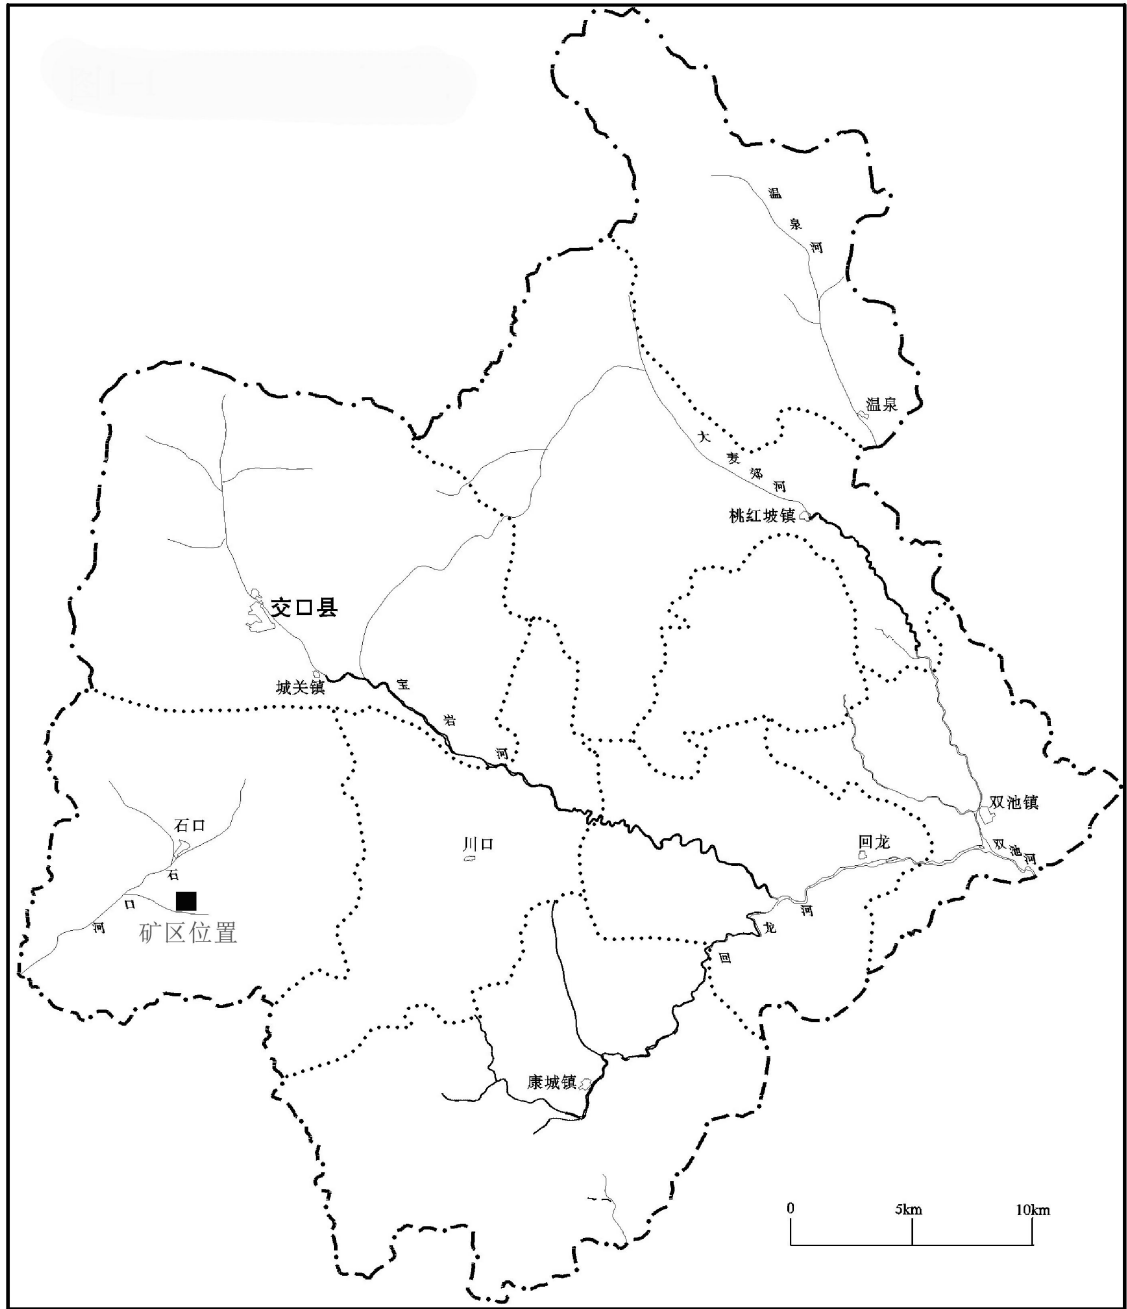 温泉河
温泉
大麦郊河
桃红坡镇
交口县
城关镇
宝岩河
双池镇
石口
川口
回龙
双池河
石口河
矿区位置
回龙河
康城镇
0 5km 10km